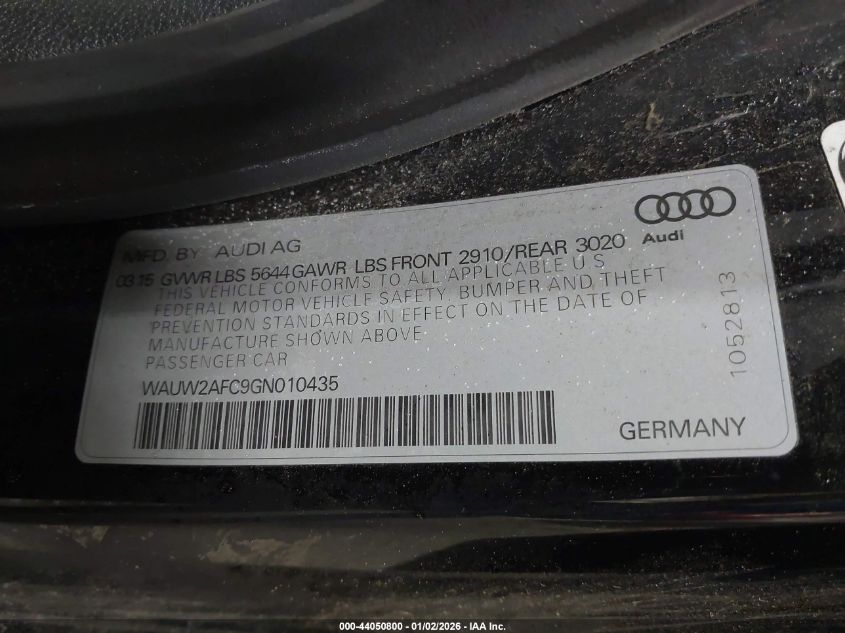 MFD. BY AUDI AG
Audi
03.15 GVWR LBS 5644 GAWR LBS FRONT 2910/REAR 3020
THIS VEHICLE CONFORMS TO ALL APPLICABLE U.S.
FEDERAL MOTOR VEHICLE SAFETY, BUMPER AND THEFT
PREVENTION STANDARDS IN EFFECT ON THE DATE OF
MANUFACTURE SHOWN ABOVE
PASSENGER CAR
WAUW2AFC9GN010435
GERMANY
1052813
000-44050800 - 01/02/2026 - IAA Inc.